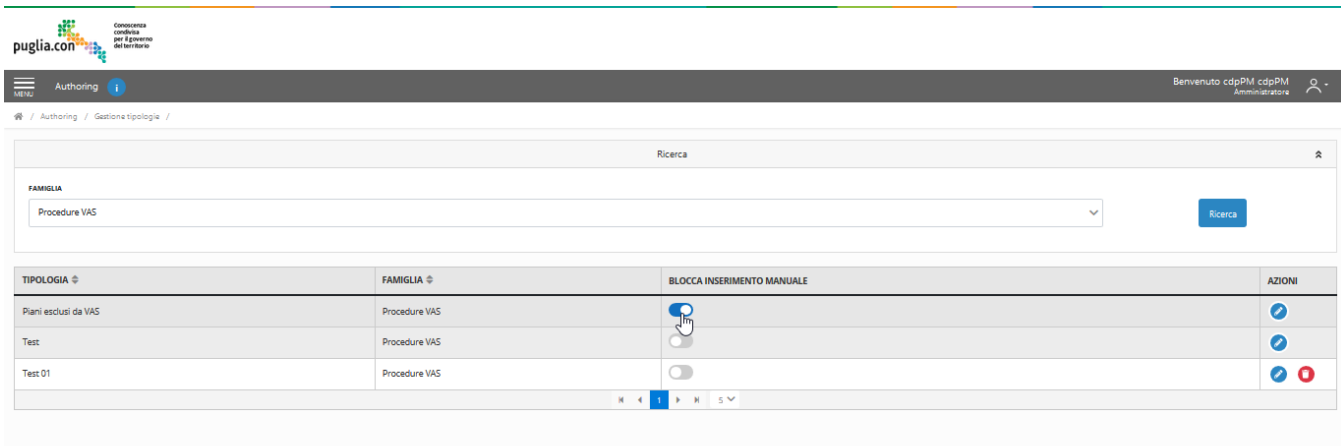 puglia.con
Conoscenza
condivisa
per il governo
del territorio
MENU
Authoring
i
Benvenuto cdpPM cdpPM
Amministratore
/ Authoring / Gestione tipologie /
Ricerca
FAMIGLIA
Procedure VAS
Ricerca
TIPOLOGIA FAMIGLIA BLOCCA INSERIMENTO MANUALE AZIONI
Piani esclusi da VAS Procedure VAS
Test Procedure VAS
Test 01 Procedure VAS
1 5